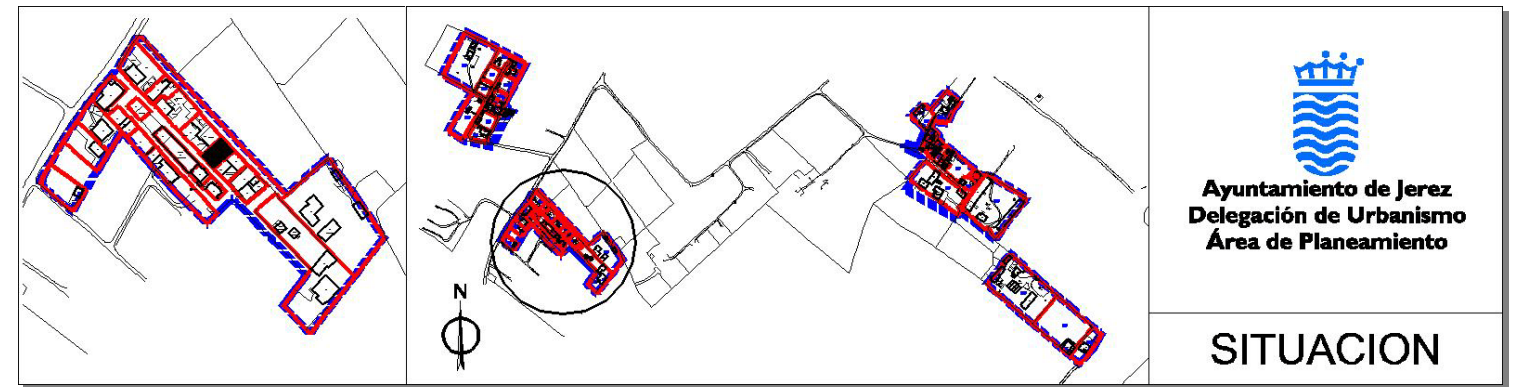 N
Ayuntamiento de Jerez
Delegación de Urbanismo
Área de Planeamiento
SITUACION